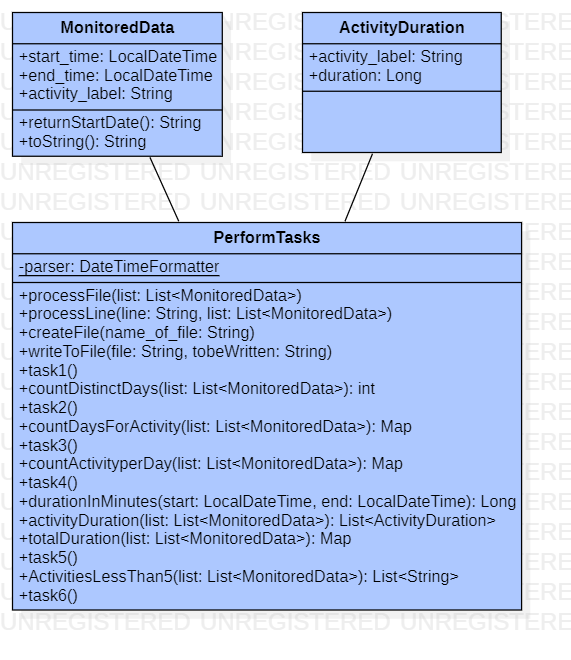 MonitoredData
+start_time: LocalDateTime
+end_time: LocalDateTime
+activity_label: String
+returnStartDate(): String
+toString(): String
ActivityDuration
+activity_label: String
+duration: Long
PerformTasks
-parser: DateTimeFormatter
+processFile(list: List<MonitoredData>)
+processLine(line: String, list: List<MonitoredData>)
+createFile(name_of_file: String)
+writeToFile(file: String, tobeWritten: String)
+task1()
+countDistinctDays(list: List<MonitoredData>): int
+task2()
+countDaysForActivity(list: List<MonitoredData>): Map
+task3()
+countActivityperDay(list: List<MonitoredData>): Map
+task4()
+durationInMinutes(start: LocalDateTime, end: LocalDateTime): Long
+activityDuration(list: List<MonitoredData>): List<ActivityDuration>
+totalDuration(list: List<MonitoredData>): Map
+task5()
+ActivitiesLessThan5(list: List<MonitoredData>): List<String>
+task6()
UNREGISTERED UNREGISTERED UNREGISTERED